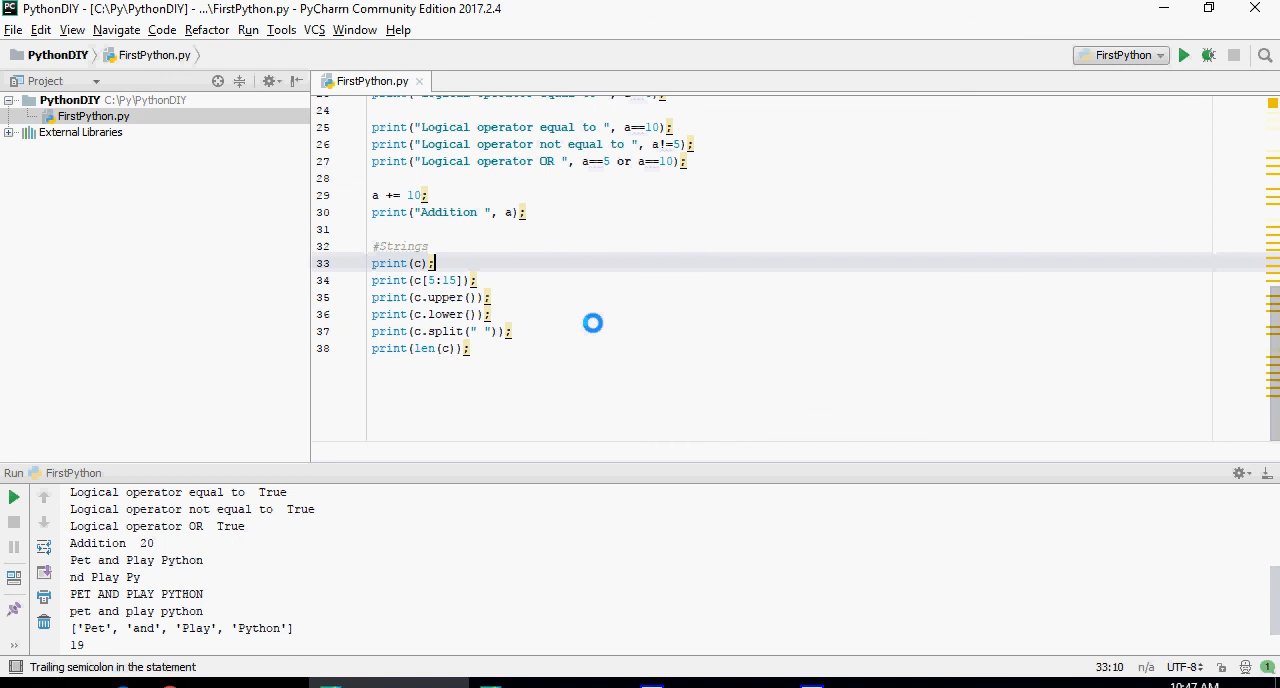 PythonDIY - [C:\Py\PythonDIY] - ...\FirstPython.py - PyCharm Community Edition 2017.2.4
File Edit View Navigate Code Refactor Run Tools VCS Window Help
PythonDIY FirstPython.py FirstPython
Project FirstPython.py
PythonDIY C:\Py\PythonDIY
FirstPython.py
External Libraries
24
25 print("Logical operator equal to ", a==10);
26 print("Logical operator not equal to ", a!=5);
27 print("Logical operator OR ", a==5 or a==10);
28
29 a += 10;
30 print("Addition ", a);
31
32 #Strings
33 print(c);
34 print(c[5:15]);
35 print(c.upper());
36 print(c.lower());
37 print(c.split(" "));
38 print(len(c));
Run FirstPython
Logical operator equal to  True
Logical operator not equal to  True
Logical operator OR  True
Addition  20
Pet and Play Python
nd Play Py
PET AND PLAY PYTHON
pet and play python
['Pet', 'and', 'Play', 'Python']
19
Trailing semicolon in the statement 33:10 n/a UTF-8 1
10:47 AM